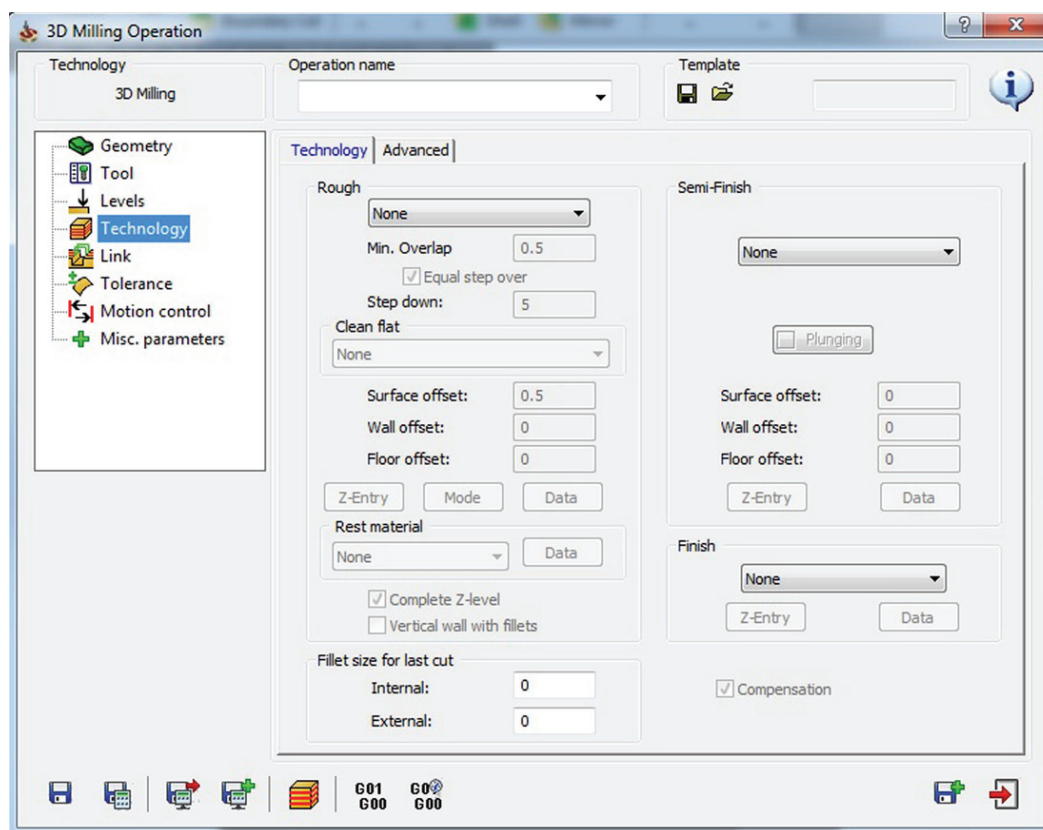 3D Milling Operation
Technology
3D Milling
Operation name
Template
Geometry
Tool
Levels
Technology
Link
Tolerance
Motion control
Misc. parameters
Technology
Advanced
Rough
None
Min. Overlap
0.5
Equal step over
Step down:
5
Clean flat
None
Surface offset:
0.5
Wall offset:
0
Floor offset:
0
Z-Entry
Mode
Data
Rest material
None
Data
Complete Z-level
Vertical wall with fillets
Fillet size for last cut
Internal:
0
External:
0
Semi-Finish
None
Plunging
Surface offset:
0
Wall offset:
0
Floor offset:
0
Z-Entry
Data
Finish
None
Z-Entry
Data
Compensation
G01
G00
G00